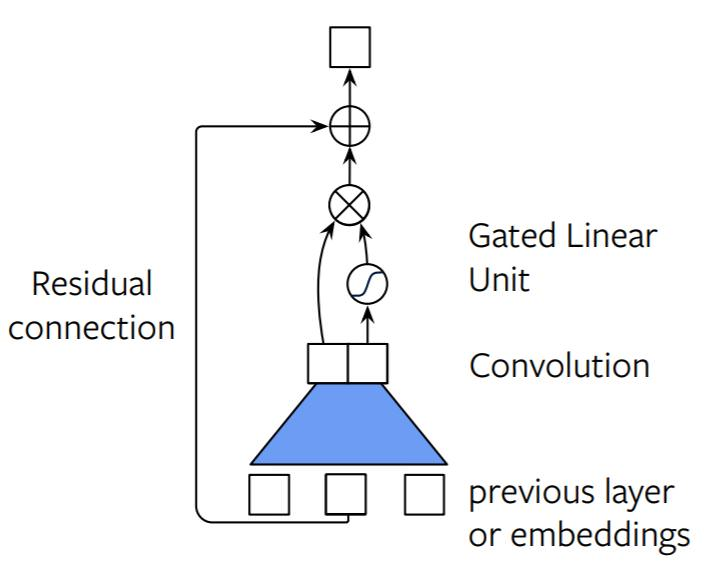 Gated Linear
Unit
Residual
connection
Convolution
previous layer
or embeddings